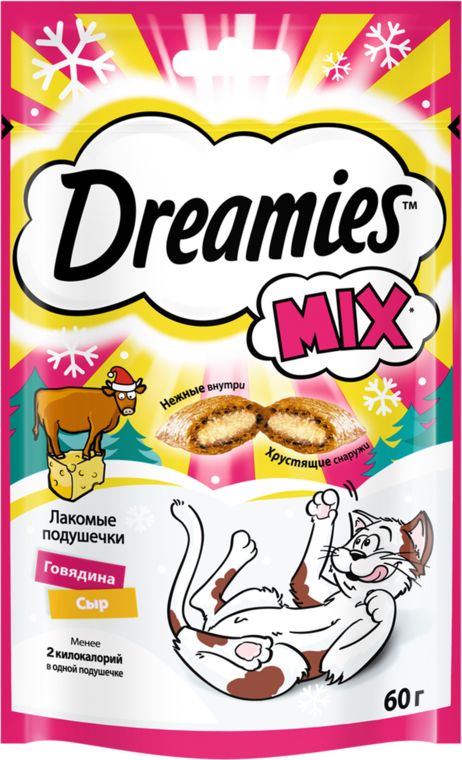 Dreamies™
MIX*
Нежные внутри
Хрустящие снаружи
Лакомые
подушечки
Говядина
Сыр
Менее
2 килокалорий
в одной подушечке
60 г